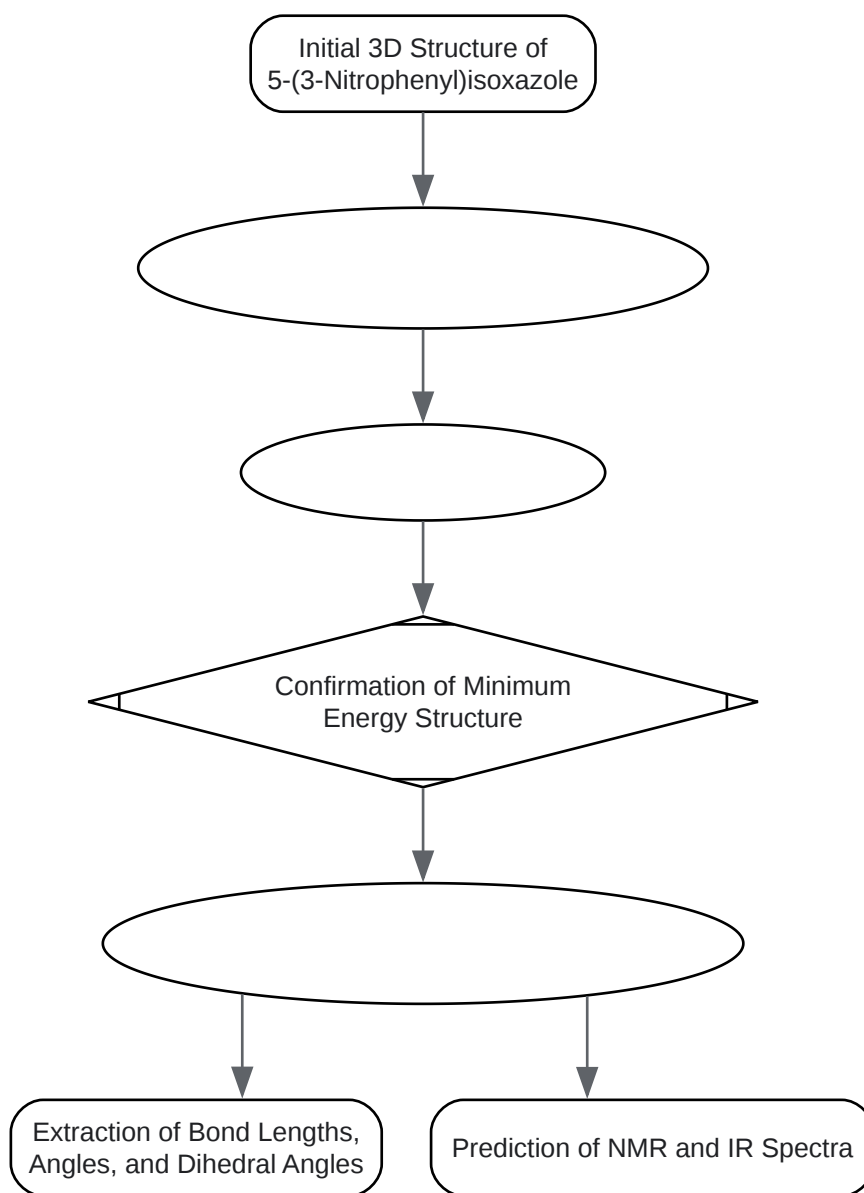 Initial 3D Structure of
5-(3-Nitrophenyl)isoxazole
Confirmation of Minimum
Energy Structure
Extraction of Bond Lengths,
Angles, and Dihedral Angles
Prediction of NMR and IR Spectra